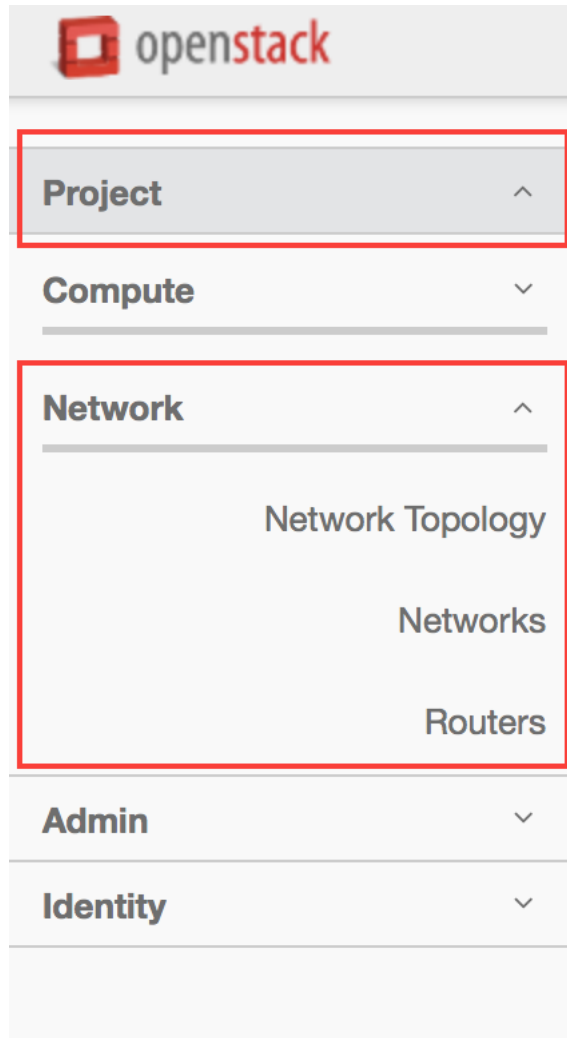 openstack
Project
Compute
Network
Network Topology
Networks
Routers
Admin
Identity